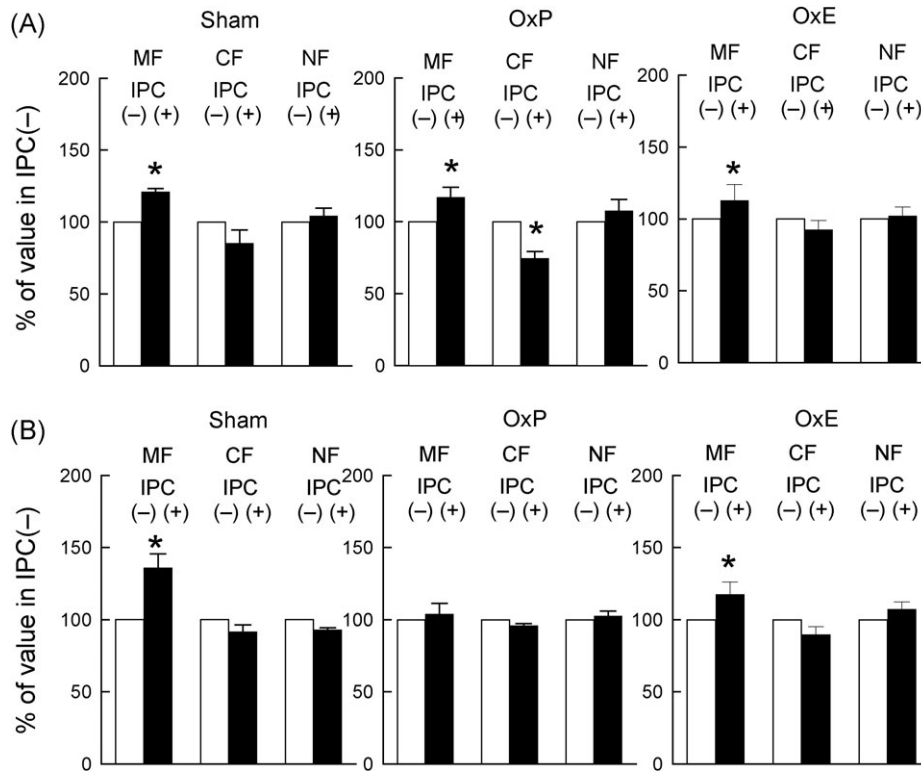 (A)
Sham OxP OxE
MF CF NF MF CF NF MF CF NF
IPC IPC IPC IPC IPC IPC IPC IPC IPC
(–) (+) (–) (+) (–) (+) (–) (+) (–) (+) (–) (+) (–) (+) (–) (+) (–) (+)
% of value in IPC(–)
200 200 200
150 150 150
* * * *
100 100 100
50 50 50
0 0 0
(B)
Sham OxP OxE
MF CF NF MF CF NF MF CF NF
IPC IPC IPC IPC IPC IPC IPC IPC IPC
(–) (+) (–) (+) (–) (+) (–) (+) (–) (+) (–) (+) (–) (+) (–) (+) (–) (+)
% of value in IPC(–)
200 200 200
150 150 150
* *
100 100 100
50 50 50
0 0 0